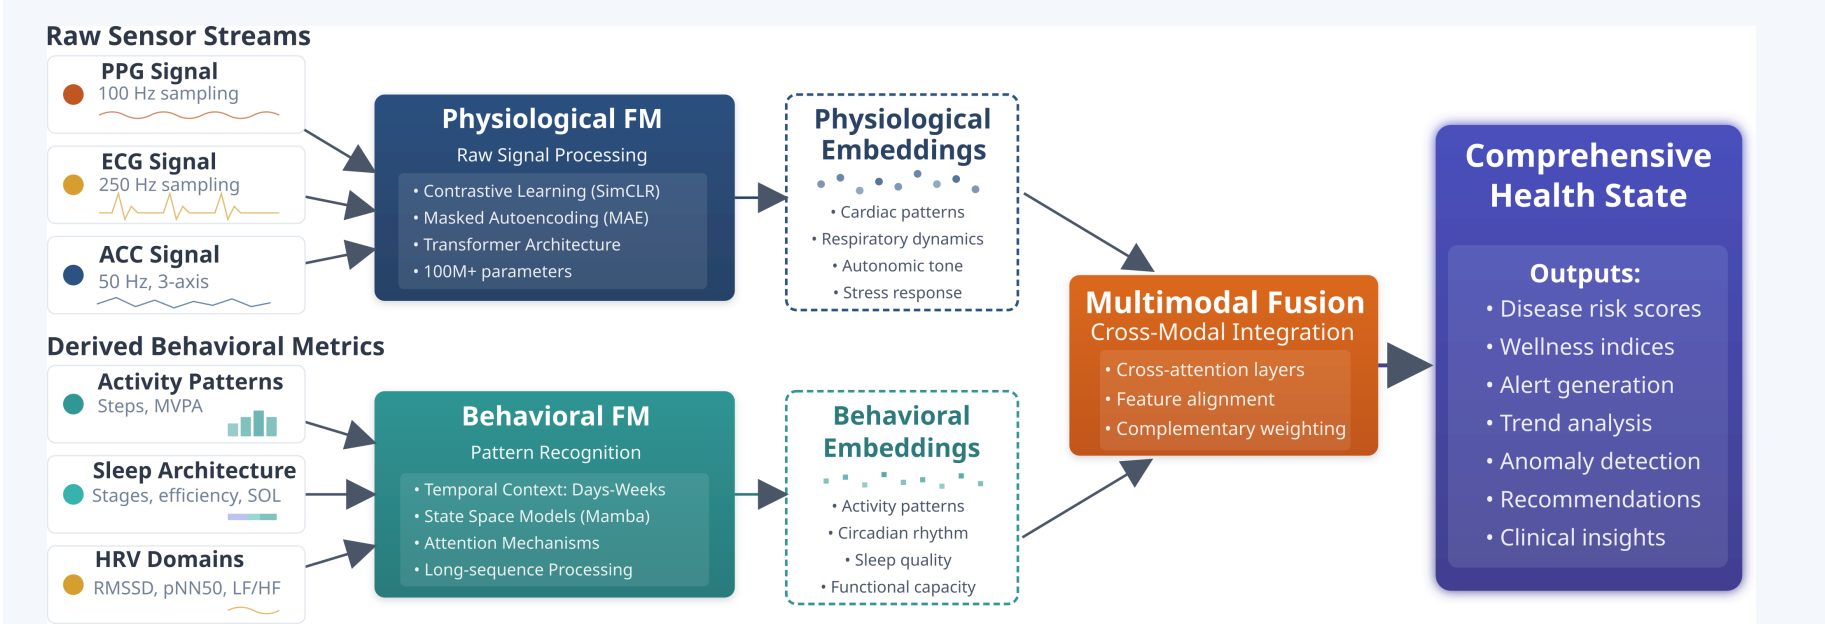 Raw Sensor Streams
PPG Signal
100 Hz sampling
ECG Signal
250 Hz sampling
ACC Signal
50 Hz, 3-axis
Derived Behavioral Metrics
Activity Patterns
Steps, MVPA
Sleep Architecture
Stages, efficiency, SOL
HRV Domains
RMSSD, pNN50, LF/HF
Physiological FM
Raw Signal Processing
• Contrastive Learning (SimCLR)
• Masked Autoencoding (MAE)
• Transformer Architecture
• 100M+ parameters
Behavioral FM
Pattern Recognition
• Temporal Context: Days-Weeks
• State Space Models (Mamba)
• Attention Mechanisms
• Long-sequence Processing
Physiological
Embeddings
• Cardiac patterns
• Respiratory dynamics
• Autonomic tone
• Stress response
Behavioral
Embeddings
• Activity patterns
• Circadian rhythm
• Sleep quality
• Functional capacity
Multimodal Fusion
Cross-Modal Integration
• Cross-attention layers
• Feature alignment
• Complementary weighting
Comprehensive
Health State
Outputs:
• Disease risk scores
• Wellness indices
• Alert generation
• Trend analysis
• Anomaly detection
• Recommendations
• Clinical insights